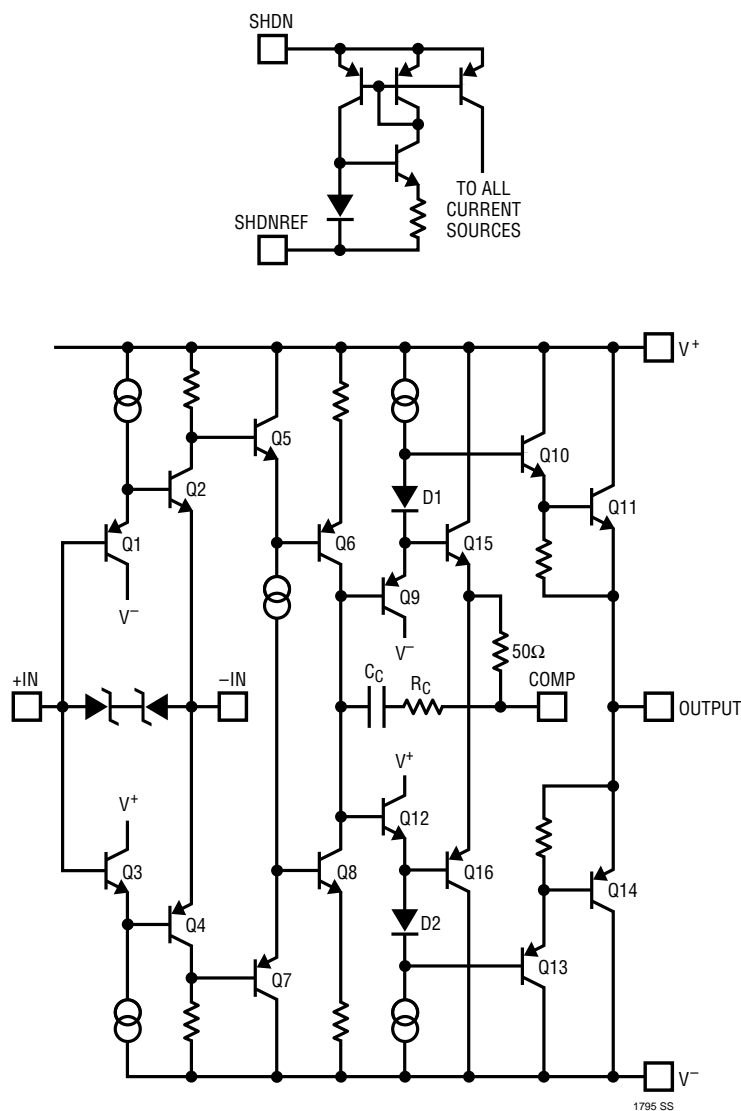 SHDN
TO ALL
CURRENT
SOURCES
SHDNREF
V+
Q5
Q10
Q2
D1
Q11
Q1
Q6
Q15
Q9
V−
V−
50Ω
+IN
−IN
CC
RC
COMP
OUTPUT
V+
V+
Q12
Q3
Q8
Q16
Q14
Q4
D2
Q7
Q13
V−
1795 SS